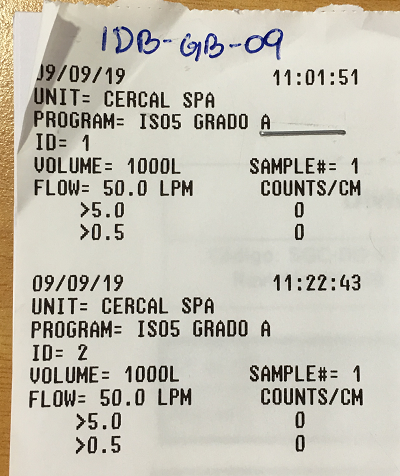 IDB-GB-09
09/09/19 11:01:51
UNIT= CERCAL SPA
PROGRAM= ISO5 GRADO A
ID= 1
VOLUME= 1000L SAMPLE#= 1
FLOW= 50.0 LPM COUNTS/CM
>5.0 0
>0.5 0
09/09/19 11:22:43
UNIT= CERCAL SPA
PROGRAM= ISO5 GRADO A
ID= 2
VOLUME= 1000L SAMPLE#= 1
FLOW= 50.0 LPM COUNTS/CM
>5.0 0
>0.5 0